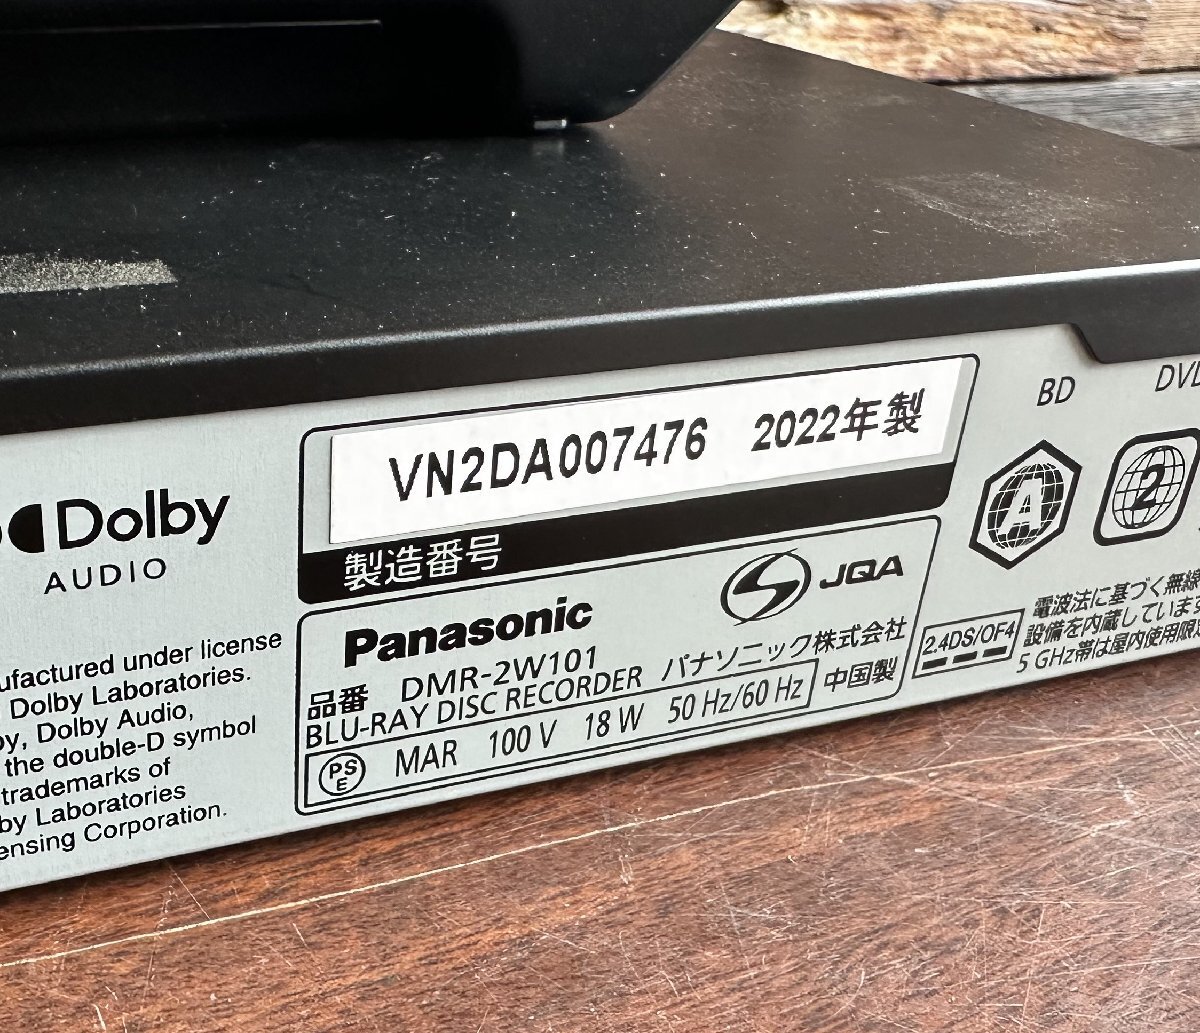 Dolby
AUDIO
ufactured under license
Dolby Laboratories.
Dolby Audio,
the double-D symbol
trademarks of
Laboratories
Corporation.
VN2DA007476 2022年製
製造番号
Panasonic
JQA
品番 DMR-2W101
パナソニック株式会社
BLU-RAY DISC RECORDER
中国製
PSE MAR 100 V 18 W 50 Hz/60 Hz
BD
DVD
A
2
2.4DS/OF4
電波法に基づく無線
設備を内蔵しています
5 GHz帯は屋内使用限